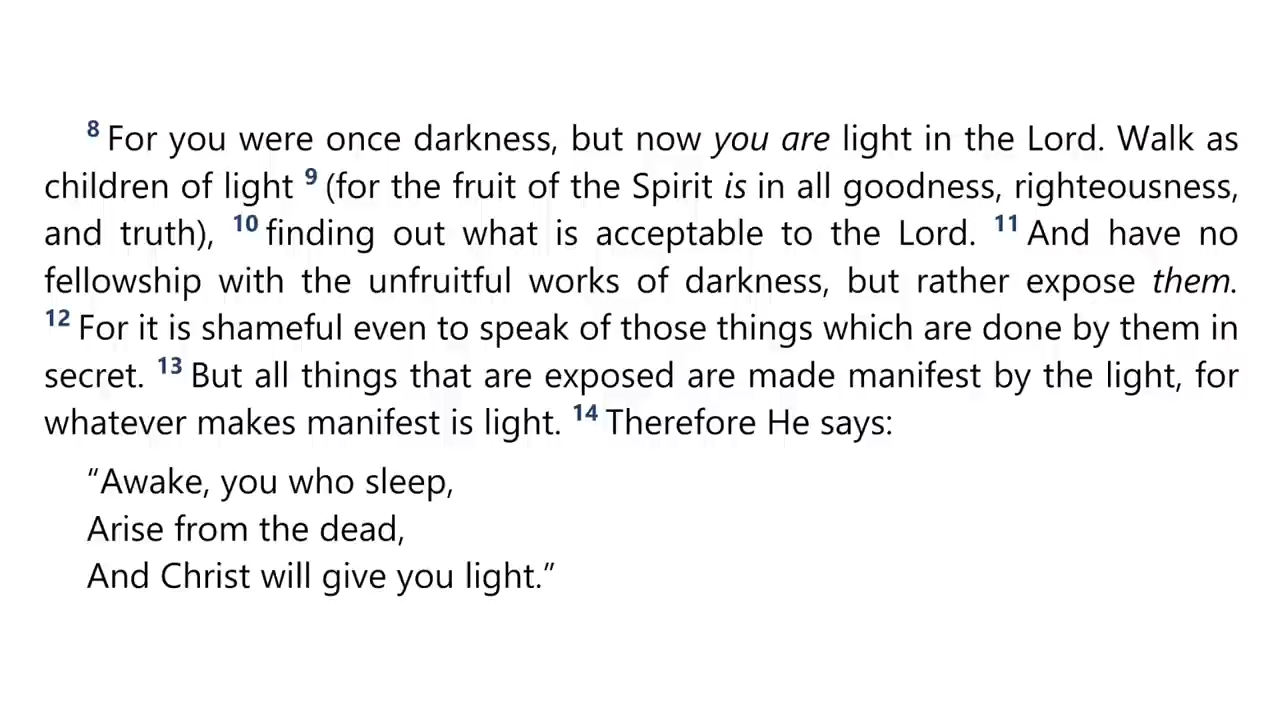 8 For you were once darkness, but now you are light in the Lord. Walk as
children of light 9 (for the fruit of the Spirit is in all goodness, righteousness,
and truth), 10 finding out what is acceptable to the Lord. 11 And have no
fellowship with the unfruitful works of darkness, but rather expose them.
12 For it is shameful even to speak of those things which are done by them in
secret. 13 But all things that are exposed are made manifest by the light, for
whatever makes manifest is light. 14 Therefore He says:
“Awake, you who sleep,
Arise from the dead,
And Christ will give you light.”